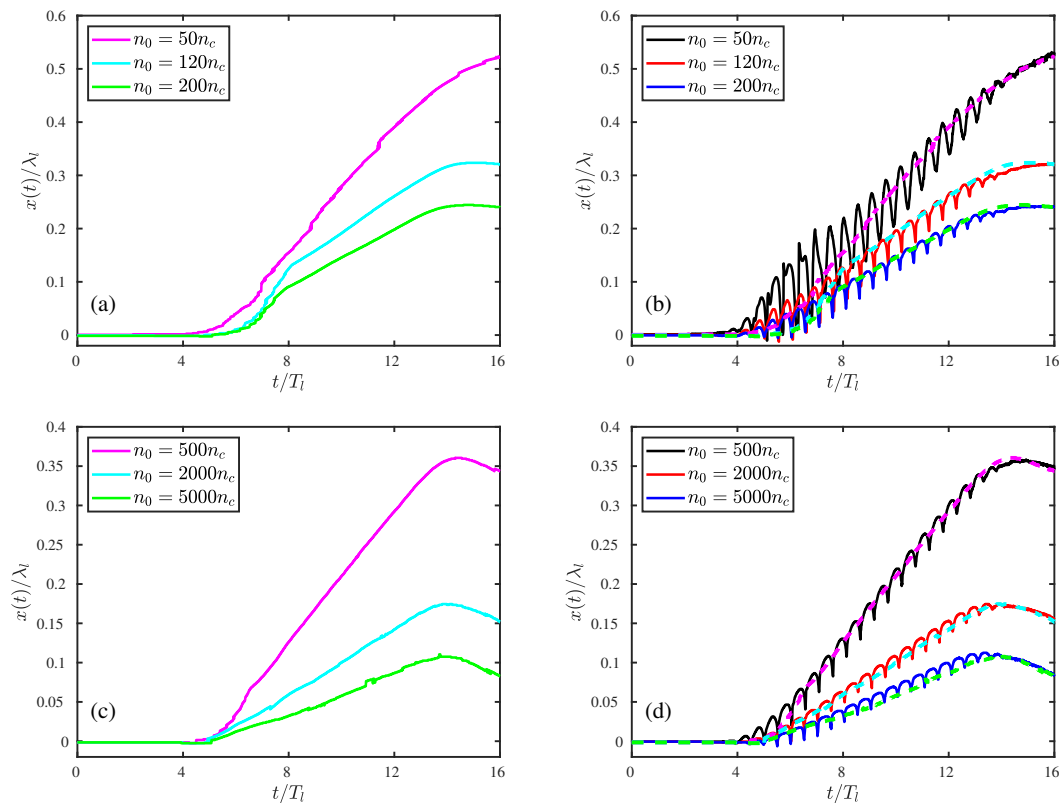 0.6
0.5
0.4
0.3
0.2
0.1
0
x(t)/λ_l
n_0 = 50n_c
n_0 = 120n_c
n_0 = 200n_c
(a)
0 4 8 12 16
t/T_l
0.6
0.5
0.4
0.3
0.2
0.1
0
x(t)/λ_l
n_0 = 50n_c
n_0 = 120n_c
n_0 = 200n_c
(b)
0 4 8 12 16
t/T_l
0.4
0.35
0.3
0.25
0.2
0.15
0.1
0.05
0
x(t)/λ_l
n_0 = 500n_c
n_0 = 2000n_c
n_0 = 5000n_c
(c)
0 4 8 12 16
t/T_l
0.4
0.35
0.3
0.25
0.2
0.15
0.1
0.05
0
x(t)/λ_l
n_0 = 500n_c
n_0 = 2000n_c
n_0 = 5000n_c
(d)
0 4 8 12 16
t/T_l